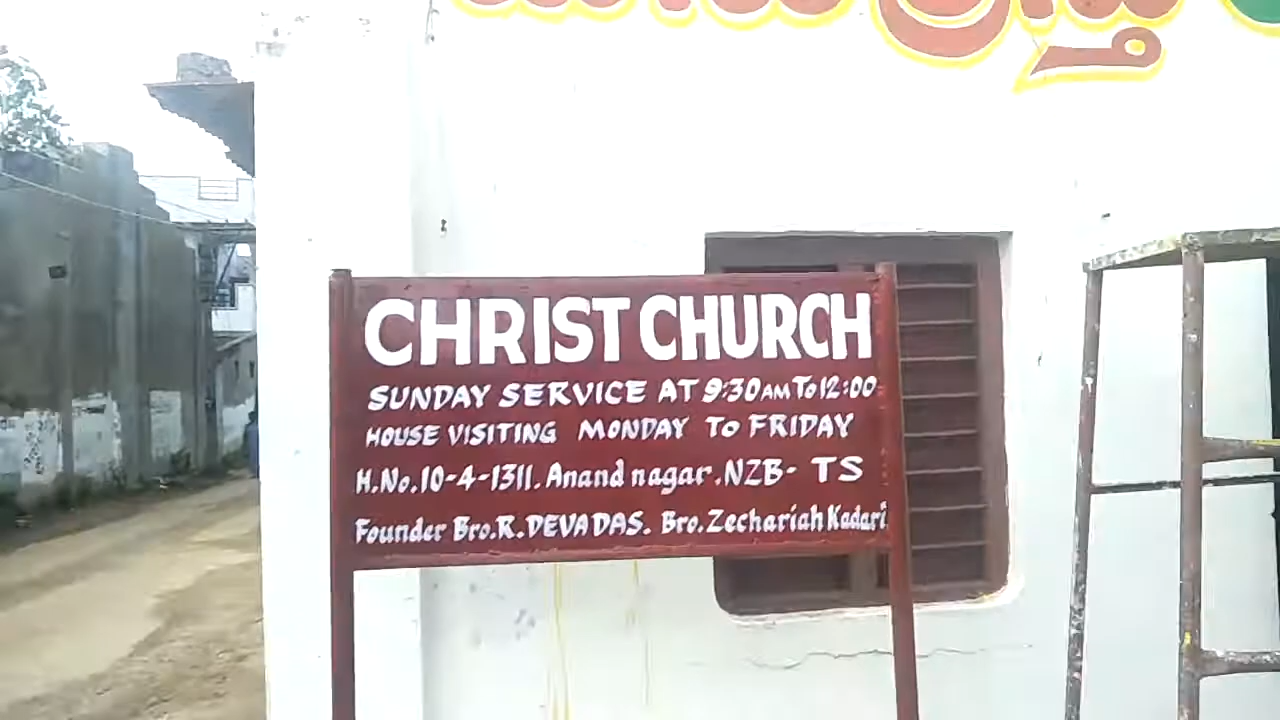 CHRIST CHURCH
SUNDAY SERVICE AT 9:30AM To 12:00
HOUSE VISITING MONDAY To FRIDAY
H.No.10-4-1311. Anand nagar.NZB- TS
Founder Bro.R.DEVADAS. Bro.Zechariah Kadari